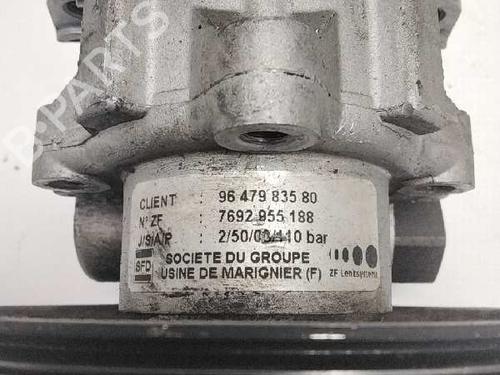 B-PARTS
CLIENT : 96 479 835 80
N° ZF : 7692 955 188
J/S/A/P : 2/50/03/110 bar
SFD SOCIETE DU GROUPE
USINE DE MARIGNIER (F)
ZF Lenksysteme